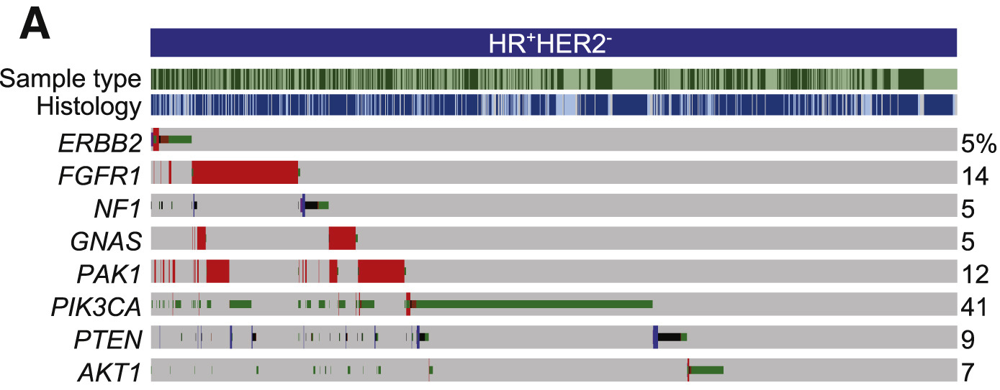 A
HR⁺HER2⁻
Sample type
Histology
ERBB2 5%
FGFR1 14
NF1 5
GNAS 5
PAK1 12
PIK3CA 41
PTEN 9
AKT1 7